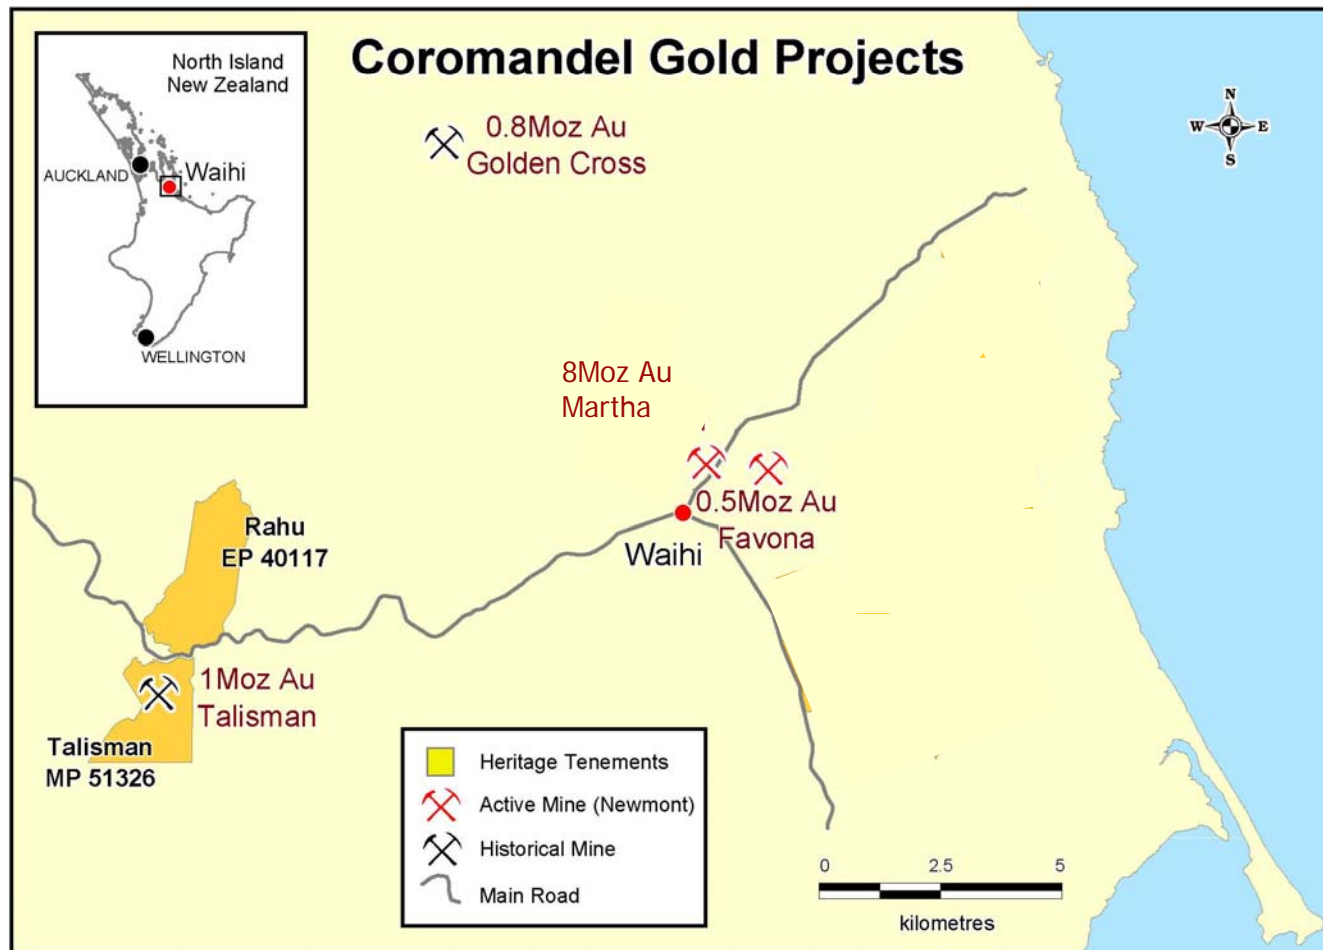 Coromandel Gold Projects
North Island
New Zealand
AUCKLAND
Waihi
WELLINGTON
0.8Moz Au
Golden Cross
N
W E
S
8Moz Au
Martha
0.5Moz Au
Favona
Waihi
Rahu
EP 40117
1Moz Au
Talisman
Talisman
MP 51326
Heritage Tenements
Active Mine (Newmont)
Historical Mine
Main Road
0 2.5 5
kilometres